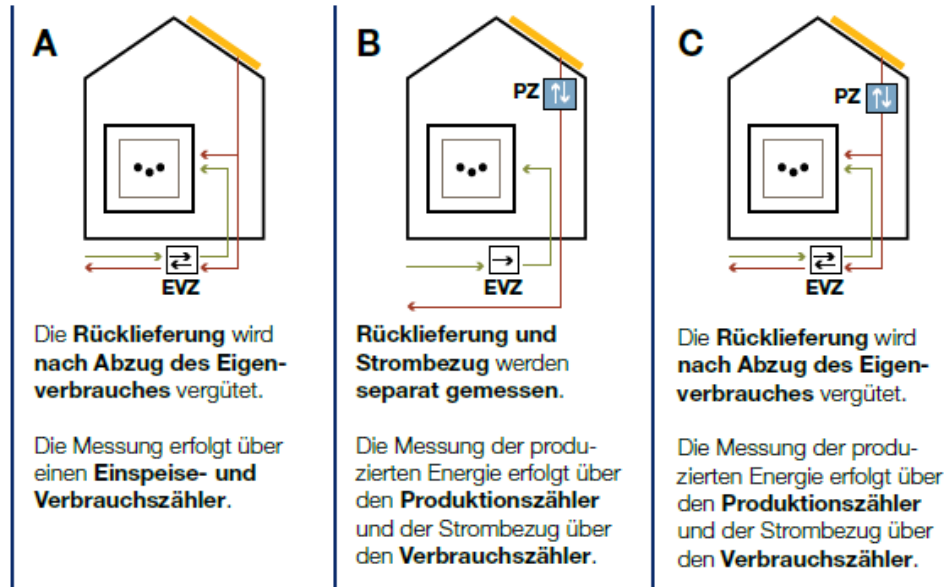 A
EVZ
Die Rücklieferung wird
nach Abzug des Eigen-
verbrauches vergütet.
Die Messung erfolgt über
einen Einspeise- und
Verbrauchszähler.
B
PZ
EVZ
Rücklieferung und
Strombezug werden
separat gemessen.
Die Messung der produ-
zierten Energie erfolgt über
den Produktionszähler
und der Strombezug über
den Verbrauchszähler.
C
PZ
EVZ
Die Rücklieferung wird
nach Abzug des Eigen-
verbrauches vergütet.
Die Messung der produ-
zierten Energie erfolgt über
den Produktionszähler
und der Strombezug über
den Verbrauchszähler.